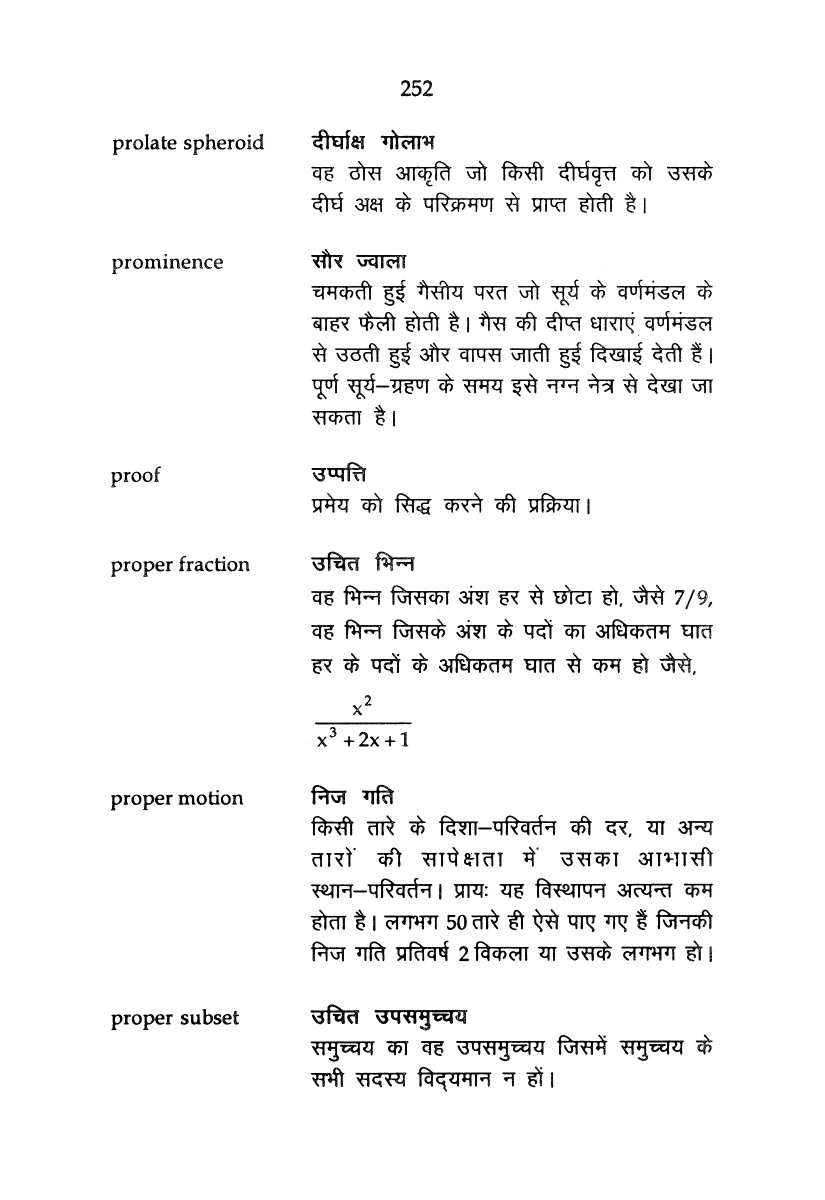 252
prolate spheroid दीर्घाक्ष गोलाभ
वह ठोस आकृति जो किसी दीर्घवृत्त को उसके
दीर्घ अक्ष के परिक्रमण से प्राप्त होती है।
prominence सौर ज्वाला
चमकती हुई गैसीय परत जो सूर्य के वर्णमंडल के
बाहर फैली होती है। गैस की दीप्त धाराएं वर्णमंडल
से उठती हुई और वापस जाती हुई दिखाई देती हैं।
पूर्ण सूर्य–ग्रहण के समय इसे नग्न नेत्र से देखा जा
सकता है।
proof उप्पत्ति
प्रमेय को सिद्ध करने की प्रक्रिया।
proper fraction उचित भिन्न
वह भिन्न जिसका अंश हर से छोटा हो, जैसे 7/9,
वह भिन्न जिसके अंश के पदों का अधिकतम घात
हर के पदों के अधिकतम घात से कम हो जैसे,
x²
x³ + 2x + 1
proper motion निज गति
किसी तारे के दिशा–परिवर्तन की दर, या अन्य
तारों की सापेक्षता में उसका आभासी
स्थान–परिवर्तन। प्रायः यह विस्थापन अत्यन्त कम
होता है। लगभग 50 तारे ही ऐसे पाए गए हैं जिनकी
निज गति प्रतिवर्ष 2 विकला या उसके लगभग हो।
proper subset उचित उपसमुच्चय
समुच्चय का वह उपसमुच्चय जिसमें समुच्चय के
सभी सदस्य विद्यमान न हों।